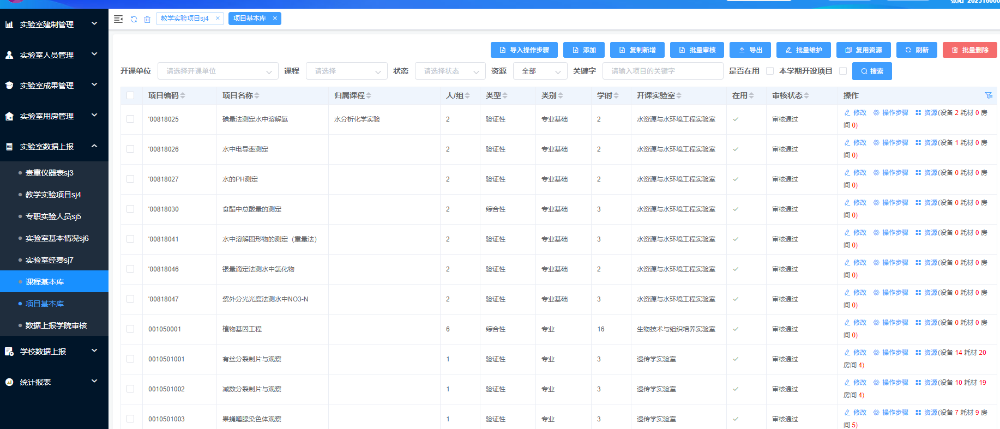 实验室建制管理
实验室人员管理
实验室成果管理
实验室用房管理
实验室数据上报
贵重仪器表sj3
教学实验项目sj4
专职实验人员sj5
实验室基本情况sj6
实验室经费sj7
课程基本库
项目基本库
数据上报学院审核
学校数据上报
统计报表
教学实验项目sj4 × 项目基本库 ×
导入操作步骤 添加 复制新增 批量审核 导出 批量维护 复用资源 刷新 批量删除
开课单位 请选择开课单位 课程 请选择 状态 请选择状态 资源 全部 关键字 请输入项目的关键字 是否在用 本学期开设项目 搜索
项目编码 项目名称 归属课程 人/组 类型 类别 学时 开课实验室 在用 审核状态 操作
'00818025 碘量法测定水中溶解氧 水分析化学实验 2 验证性 专业基础 2 水资源与水环境工程实验室 审核通过 修改 操作步骤 资源(设备 2 耗材 0 房
间 0)
'00818026 水中电导率测定 2 验证性 专业基础 2 水资源与水环境工程实验室 审核通过 修改 操作步骤 资源(设备 1 耗材 0 房
间 0)
'00818027 水的PH测定 2 验证性 专业基础 2 水资源与水环境工程实验室 审核通过 修改 操作步骤 资源(设备 0 耗材 0 房
间 0)
'00818030 食醋中总酸量的测定 2 综合性 专业基础 3 水资源与水环境工程实验室 审核通过 修改 操作步骤 资源(设备 0 耗材 0 房
间 0)
'00818041 水中溶解固形物的测定（重量法） 2 验证性 专业基础 3 水资源与水环境工程实验室 审核通过 修改 操作步骤 资源(设备 0 耗材 0 房
间 0)
'00818046 银量滴定法测水中氯化物 2 验证性 专业基础 2 水资源与水环境工程实验室 审核通过 修改 操作步骤 资源(设备 0 耗材 0 房
间 0)
'00818047 紫外分光光度法测水中NO3-N 2 验证性 专业基础 3 水资源与水环境工程实验室 审核通过 修改 操作步骤 资源(设备 0 耗材 0 房
间 0)
001050001 植物基因工程 6 综合性 专业 16 生物技术与组织培养实验室 审核通过 修改 操作步骤 资源(设备 0 耗材 0 房
间 0)
0010501001 有丝分裂制片与观察 1 验证性 专业 3 遗传学实验室 审核通过 修改 操作步骤 资源(设备 14 耗材 20
房间 4)
0010501002 减数分裂制片与观察 1 验证性 专业 3 遗传学实验室 审核通过 修改 操作步骤 资源(设备 10 耗材 19
房间 4)
0010501003 果蝇唾腺染色体观察 1 验证性 专业 3 遗传学实验室 审核通过 修改 操作步骤 资源(设备 7 耗材 9 房
间 5)